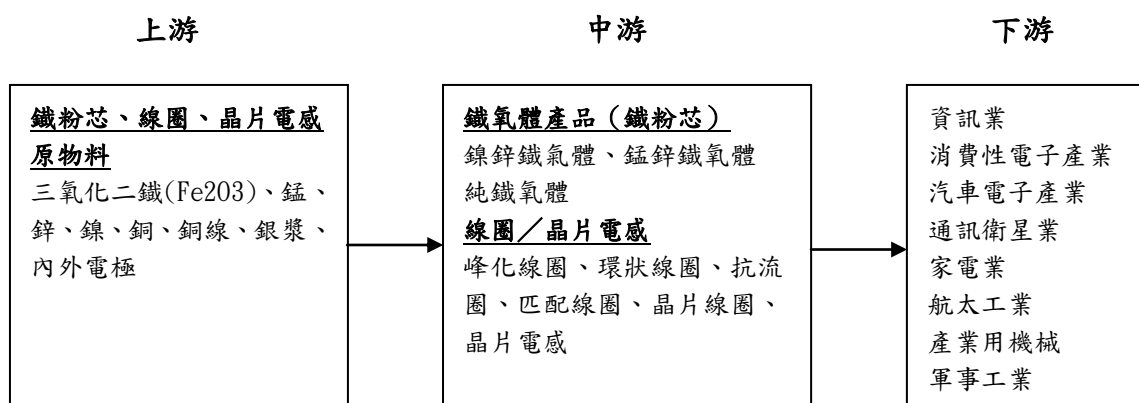 上游
中游
下游
鐵粉芯、線圈、晶片電感
原物料
三氧化二鐵(Fe203)、錳、
鋅、鎳、銅、銅線、銀漿、
內外電極
鐵氧體產品（鐵粉芯）
鎳鋅鐵氣體、錳鋅鐵氧體
純鐵氧體
線圈／晶片電感
峰化線圈、環狀線圈、抗流
圈、匹配線圈、晶片線圈、
晶片電感
資訊業
消費性電子產業
汽車電子產業
通訊衛星業
家電業
航太工業
產業用機械
軍事工業